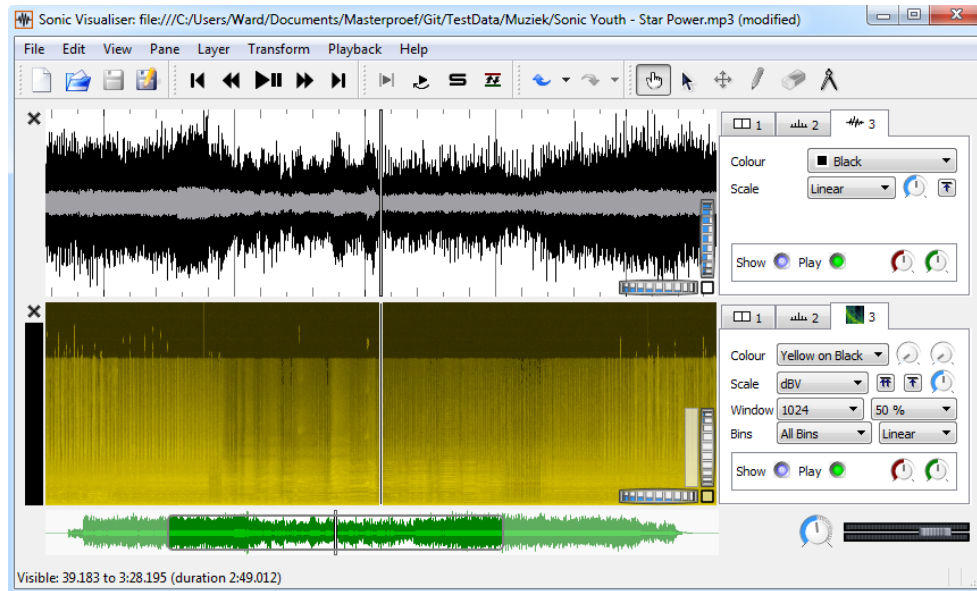 Sonic Visualiser: file:///C:/Users/Ward/Documents/Masterproef/Git/TestData/Muziek/Sonic Youth - Star Power.mp3 (modified)
File Edit View Pane Layer Transform Playback Help
1 2 3
Colour Black
Scale Linear
Show Play
1 2 3
Colour Yellow on Black
Scale dBV
Window 1024 50 %
Bins All Bins Linear
Show Play
Visible: 39.183 to 3:28.195 (duration 2:49.012)